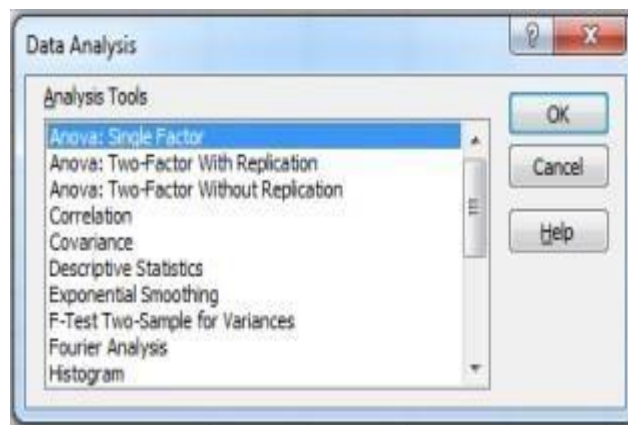 Data Analysis
Analysis Tools
Anova: Single Factor
Anova: Two-Factor With Replication
Anova: Two-Factor Without Replication
Correlation
Covariance
Descriptive Statistics
Exponential Smoothing
F-Test Two-Sample for Variances
Fourier Analysis
Histogram
OK
Cancel
Help